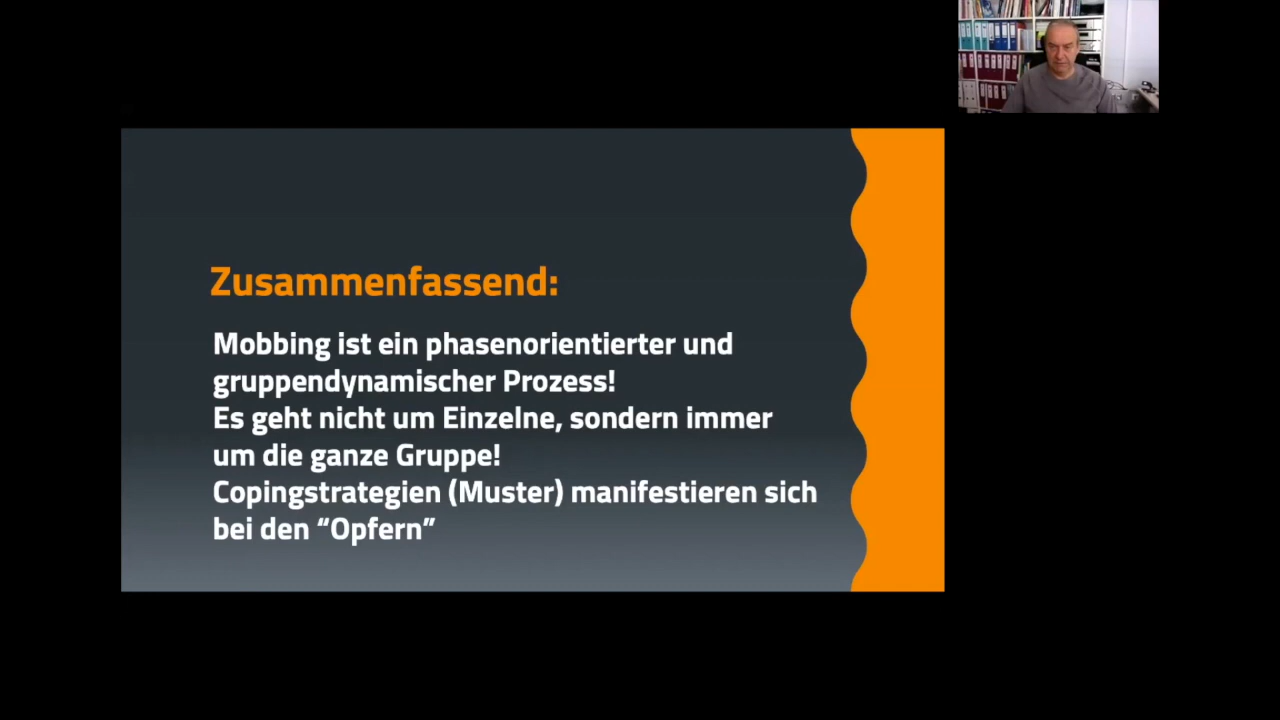 Zusammenfassend:
Mobbing ist ein phasenorientierter und
gruppendynamischer Prozess!
Es geht nicht um Einzelne, sondern immer
um die ganze Gruppe!
Copingstrategien (Muster) manifestieren sich
bei den “Opfern”